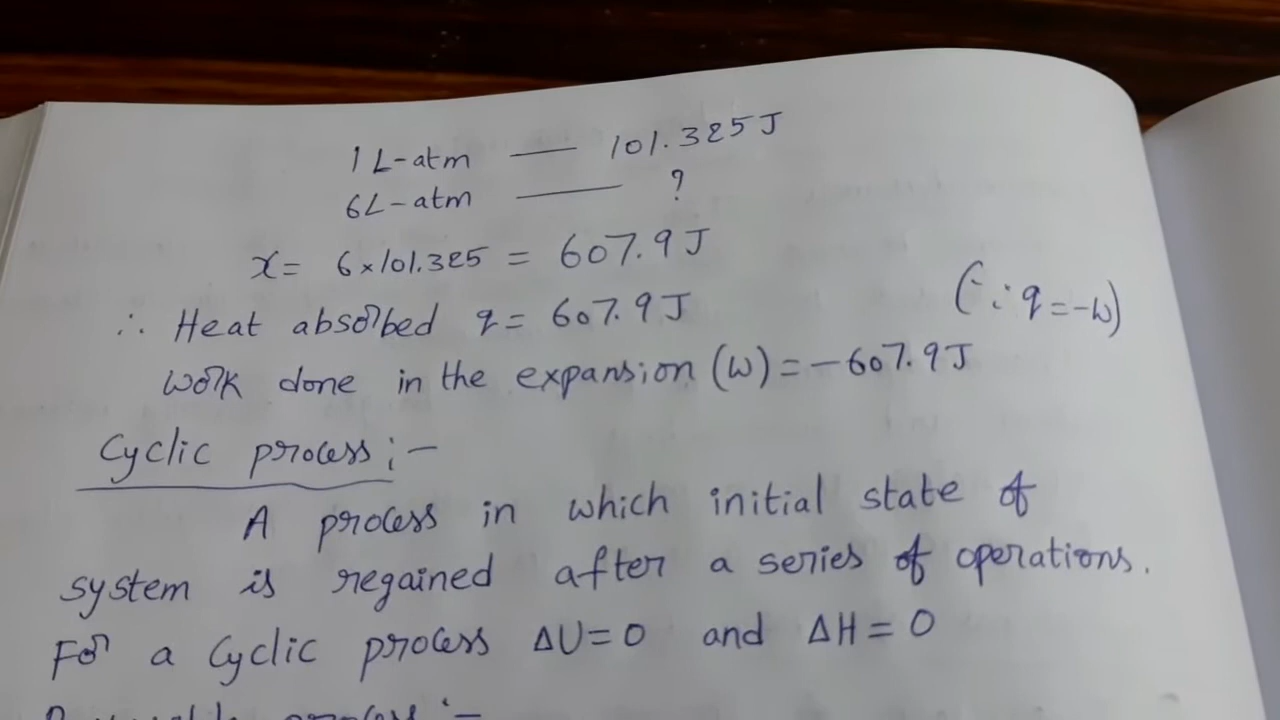 1 L-atm — 101.325 J
6L-atm — ?
x = 6×101.325 = 607.9 J
∴ Heat absorbed q = 607.9 J (∵ q = -w)
work done in the expansion (w) = -607.9 J
Cyclic process :-
A process in which initial state of
system is regained after a series of operations.
For a cyclic process ΔU = 0 and ΔH = 0
process :-